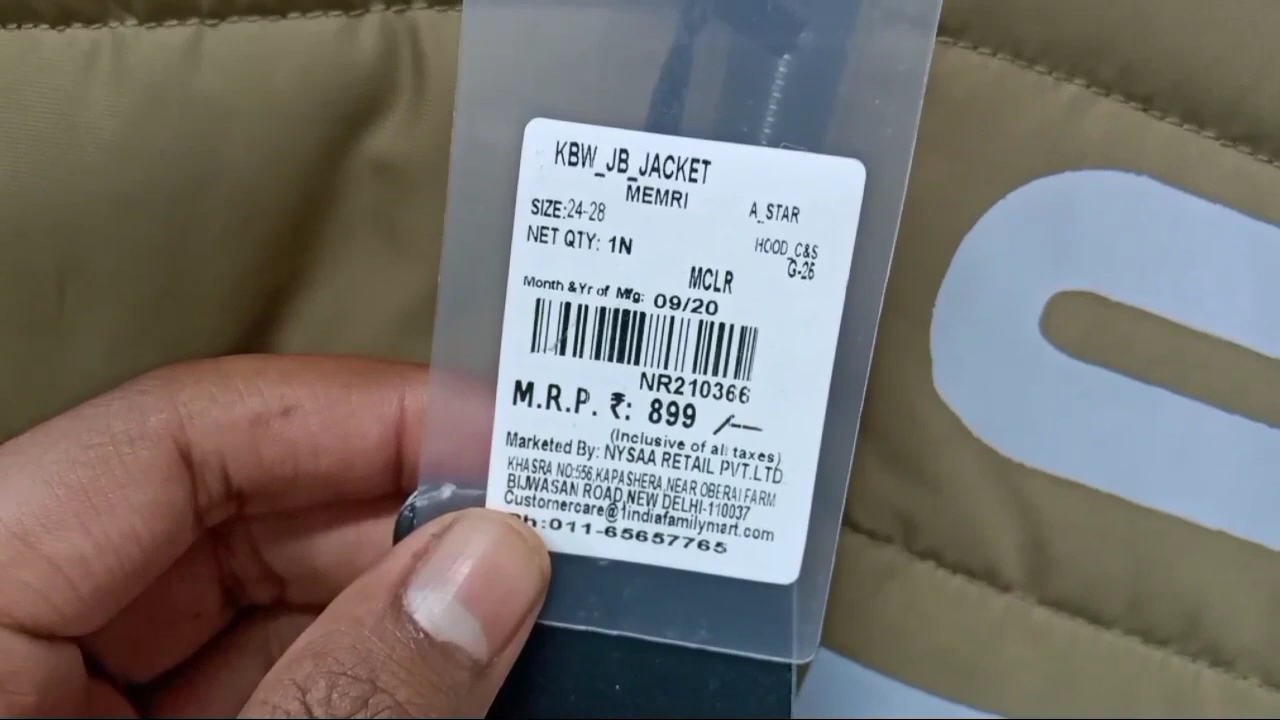 KBW_JB_JACKET
MEMRI
SIZE:24-28 A_STAR
NET QTY: 1N HOOD_C&S
G-26
MCLR
Month & Yr of Mfg: 09/20
NR210366
M.R.P. ₹: 899 /--
(Inclusive of all taxes)
Marketed By: NYSAA RETAIL PVT.LTD.
KHASRA NO:556,KAPASHERA,NEAR OBERAI FARM
BIJWASAN ROAD,NEW DELHI-110037
Customercare@1indiafamilymart.com
Ph:011-65657765